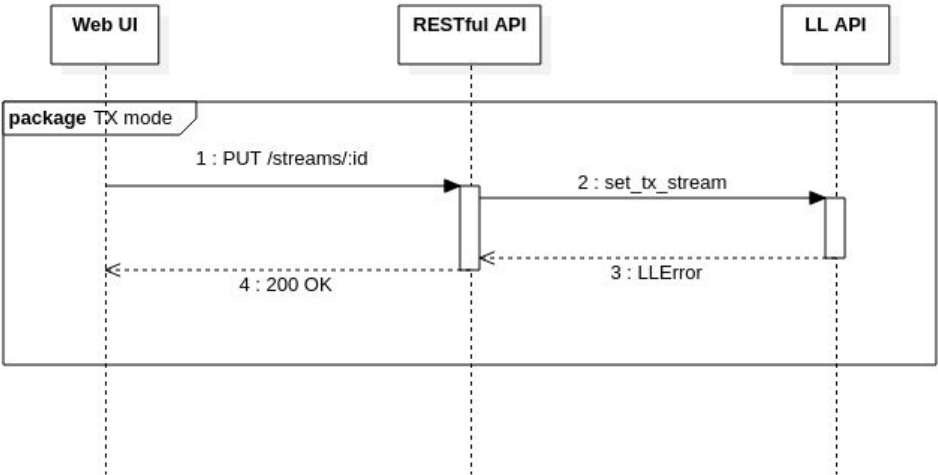 Web UI
RESTful API
LL API
package TX mode
1 : PUT /streams/:id
2 : set_tx_stream
3 : LLError
4 : 200 OK